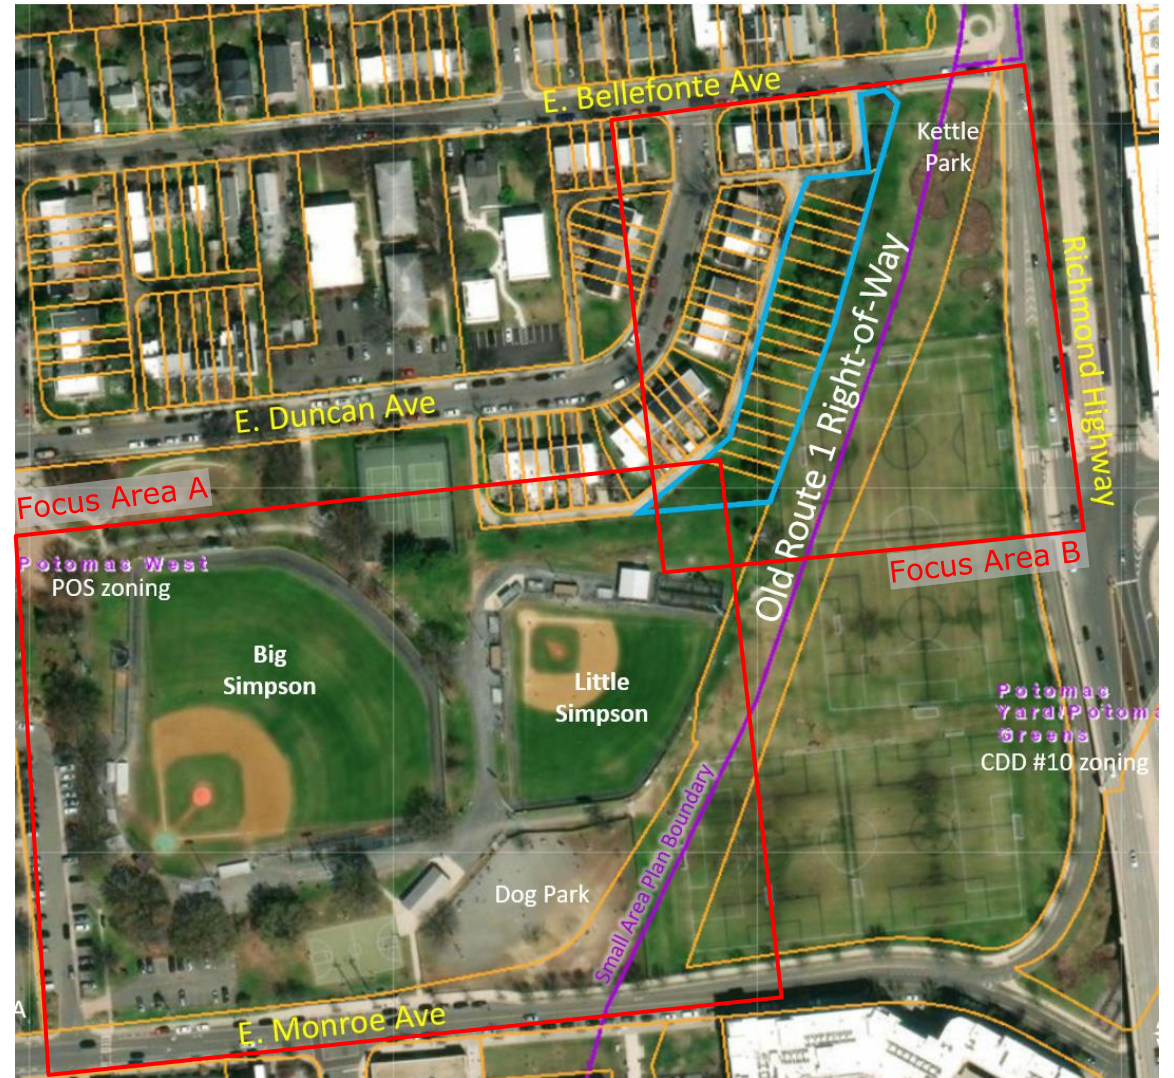 E. Bellefonte Ave
Kettle
Park
Richmond Highway
Old Route 1 Right-of-Way
E. Duncan Ave
Focus Area A
Focus Area B
Potomac West
POS zoning
Big
Simpson
Little
Simpson
Potomac
Yard/Potoma
Greens
CDD #10 zoning
Small Area Plan Boundary
Dog Park
A
E. Monroe Ave